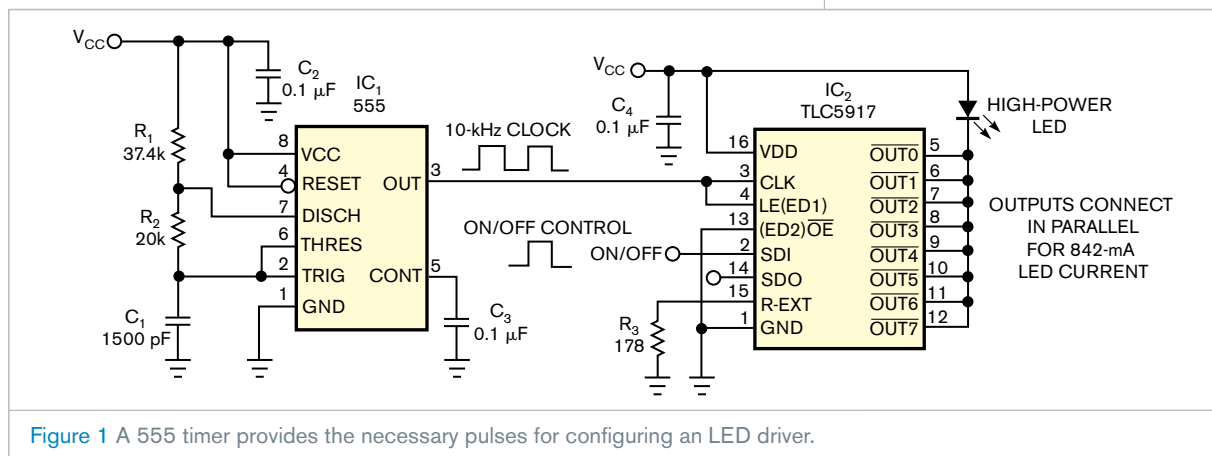 VCC
R1
37.4k
R2
20k
C1
1500 pF
C2
0.1 µF
IC1
555
8
VCC
4
RESET
OUT
3
7
DISCH
6
THRES
2
TRIG
CONT
5
1
GND
C3
0.1 µF
10-kHz CLOCK
ON/OFF CONTROL
ON/OFF
VCC
C4
0.1 µF
IC2
TLC5917
16
VDD
3
CLK
4
LE(ED1)
13
(ED2)OE
2
SDI
14
SDO
15
R-EXT
1
GND
R3
178
OUT0
5
OUT1
6
OUT2
7
OUT3
8
OUT4
9
OUT5
10
OUT6
11
OUT7
12
HIGH-POWER
LED
OUTPUTS CONNECT
IN PARALLEL
FOR 842-mA
LED CURRENT
Figure 1 A 555 timer provides the necessary pulses for configuring an LED driver.